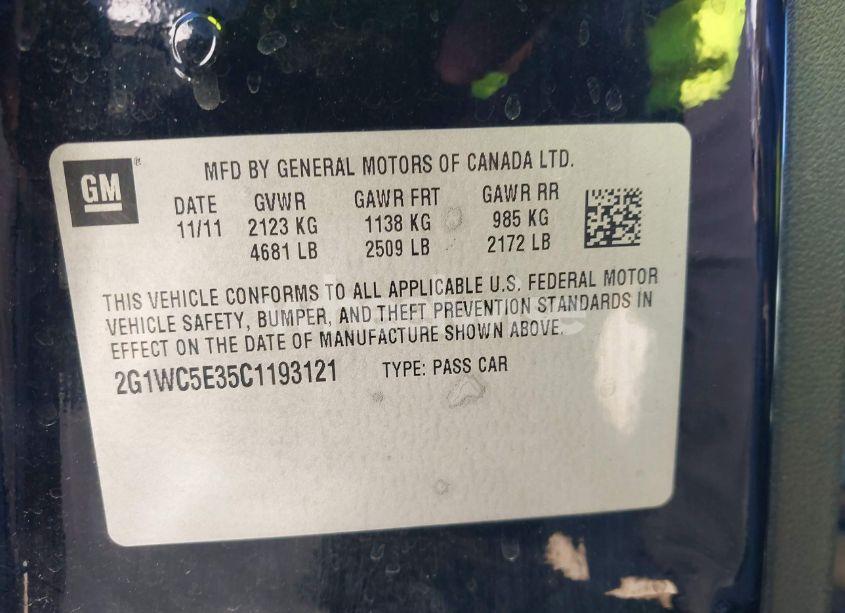 GM
MFD BY GENERAL MOTORS OF CANADA LTD.
DATE GVWR GAWR FRT GAWR RR
11/11 2123 KG 1138 KG 985 KG
4681 LB 2509 LB 2172 LB
THIS VEHICLE CONFORMS TO ALL APPLICABLE U.S. FEDERAL MOTOR
VEHICLE SAFETY, BUMPER, AND THEFT PREVENTION STANDARDS IN
EFFECT ON THE DATE OF MANUFACTURE SHOWN ABOVE.
2G1WC5E35C1193121 TYPE: PASS CAR